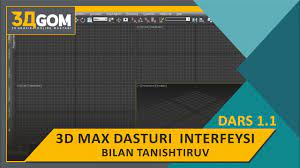 3DGOM
DARS 1.1
3D MAX DASTURI INTERFEYSI
BILAN TANISHTIRUV